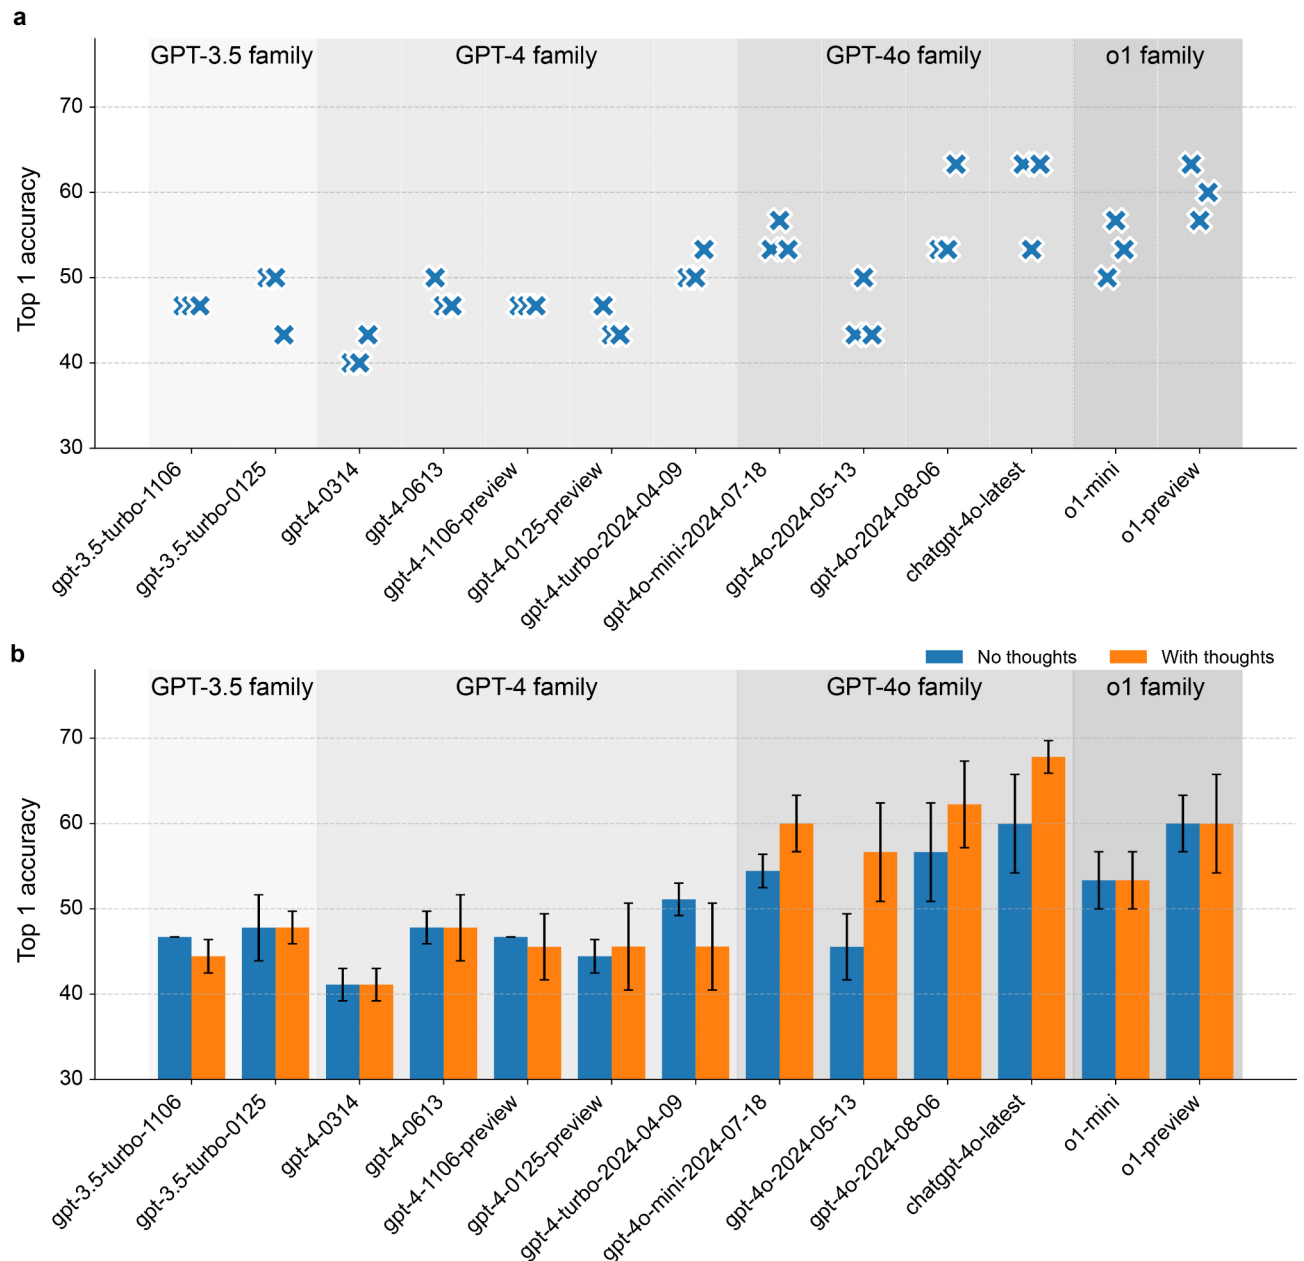 a
GPT-3.5 family
GPT-4 family
GPT-4o family
o1 family
Top 1 accuracy
70
60
50
40
30
gpt-3.5-turbo-1106
gpt-3.5-turbo-0125
gpt-4-0314
gpt-4-0613
gpt-4-1106-preview
gpt-4-0125-preview
gpt-4-turbo-2024-04-09
gpt-4o-mini-2024-07-18
gpt-4o-2024-05-13
gpt-4o-2024-08-06
chatgpt-4o-latest
o1-mini
o1-preview
b
No thoughts
With thoughts
GPT-3.5 family
GPT-4 family
GPT-4o family
o1 family
Top 1 accuracy
70
60
50
40
30
gpt-3.5-turbo-1106
gpt-3.5-turbo-0125
gpt-4-0314
gpt-4-0613
gpt-4-1106-preview
gpt-4-0125-preview
gpt-4-turbo-2024-04-09
gpt-4o-mini-2024-07-18
gpt-4o-2024-05-13
gpt-4o-2024-08-06
chatgpt-4o-latest
o1-mini
o1-preview